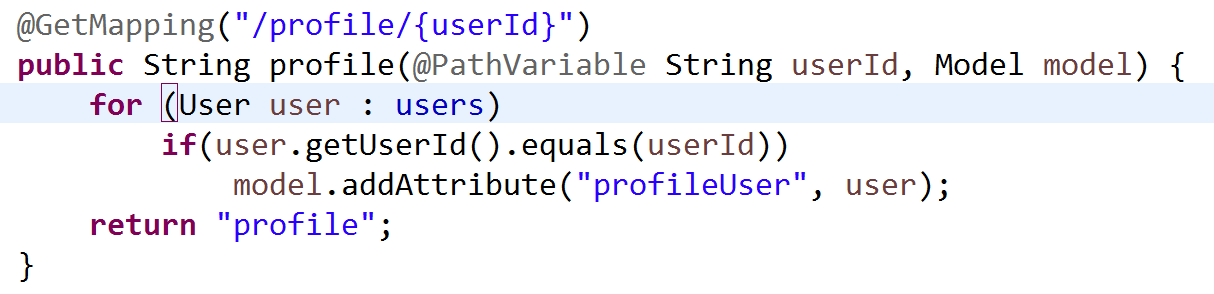 @GetMapping("/profile/{userId}")
public String profile(@PathVariable String userId, Model model) {
    for (User user : users)
        if(user.getUserId().equals(userId))
            model.addAttribute("profileUser", user);
    return "profile";
}